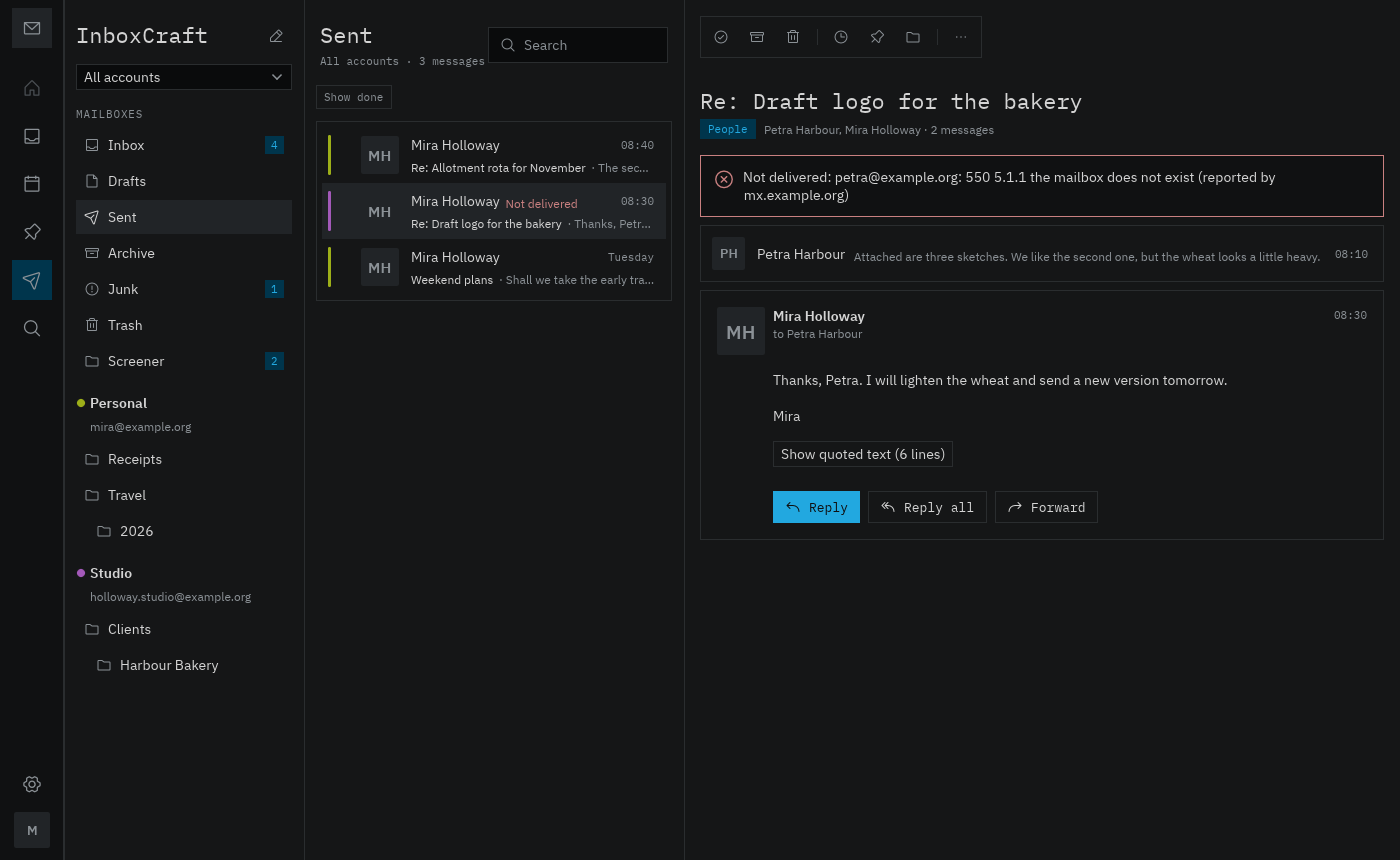 InboxCraft
All accounts
MAILBOXES
Inbox 4
Drafts
Sent
Archive
Junk 1
Trash
Screener 2
Personal
mira@example.org
Receipts
Travel
2026
Studio
holloway.studio@example.org
Clients
Harbour Bakery
M
Sent
All accounts · 3 messages
Search
Show done
MH
Mira Holloway 08:40
Re: Allotment rota for November · The sec…
MH
Mira Holloway Not delivered 08:30
Re: Draft logo for the bakery · Thanks, Petr…
MH
Mira Holloway Tuesday
Weekend plans · Shall we take the early tra…
Re: Draft logo for the bakery
People Petra Harbour, Mira Holloway · 2 messages
Not delivered: petra@example.org: 550 5.1.1 the mailbox does not exist (reported by
mx.example.org)
PH Petra Harbour Attached are three sketches. We like the second one, but the wheat looks a little heavy. 08:10
MH
Mira Holloway 08:30
to Petra Harbour
Thanks, Petra. I will lighten the wheat and send a new version tomorrow.
Mira
Show quoted text (6 lines)
Reply Reply all Forward